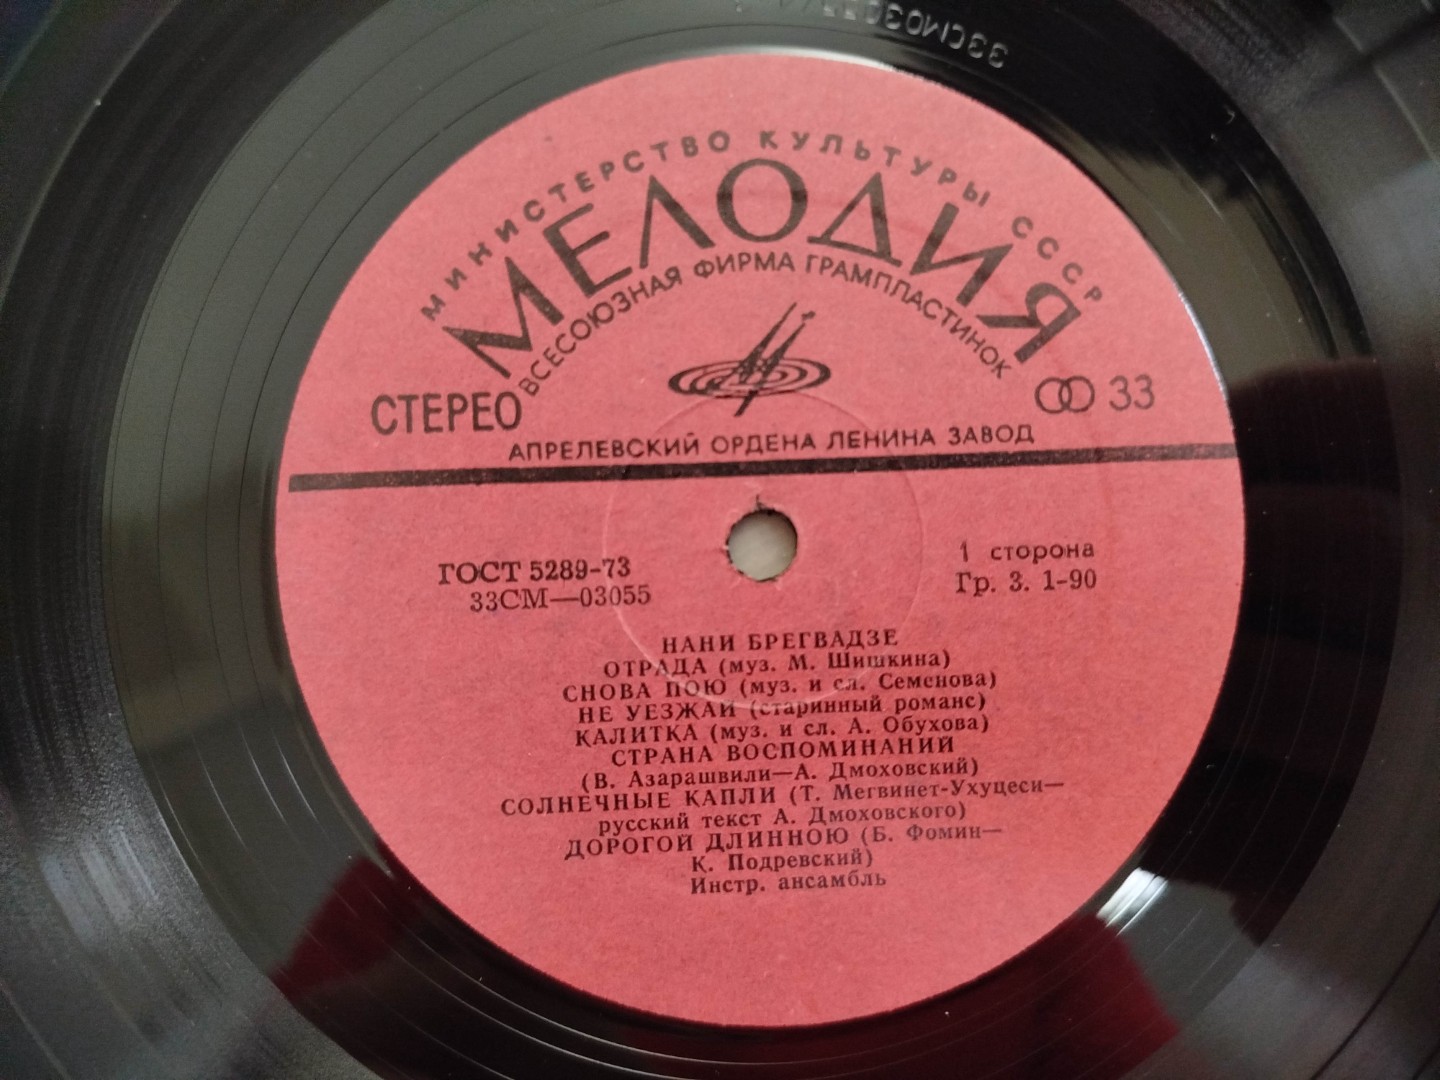 33СМ0305
МИНИСТЕРСТВО КУЛЬТУРЫ СССР
МЕЛОДИЯ
ВСЕСОЮЗНАЯ ФИРМА ГРАМПЛАСТИНОК
СТЕРЕО
33
АПРЕЛЕВСКИЙ ОРДЕНА ЛЕНИНА ЗАВОД
ГОСТ 5289-73
33СМ—03055
1 сторона
Гр. 3. 1-90
НАНИ БРЕГВАДЗЕ
ОТРАДА (муз. М. Шишкина)
СНОВА ПОЮ (муз. и сл. Семенова)
НЕ УЕЗЖАЙ (старинный романс)
КАЛИТКА (муз. и сл. А. Обухова)
СТРАНА ВОСПОМИНАНИЙ
(В. Азарашвили—А. Дмоховский)
СОЛНЕЧНЫЕ КАПЛИ (Т. Мегвинет-Ухуцеси—
русский текст А. Дмоховского)
ДОРОГОЙ ДЛИННОЮ (Б. Фомин—
К. Подревский)
Инстр. ансамбль